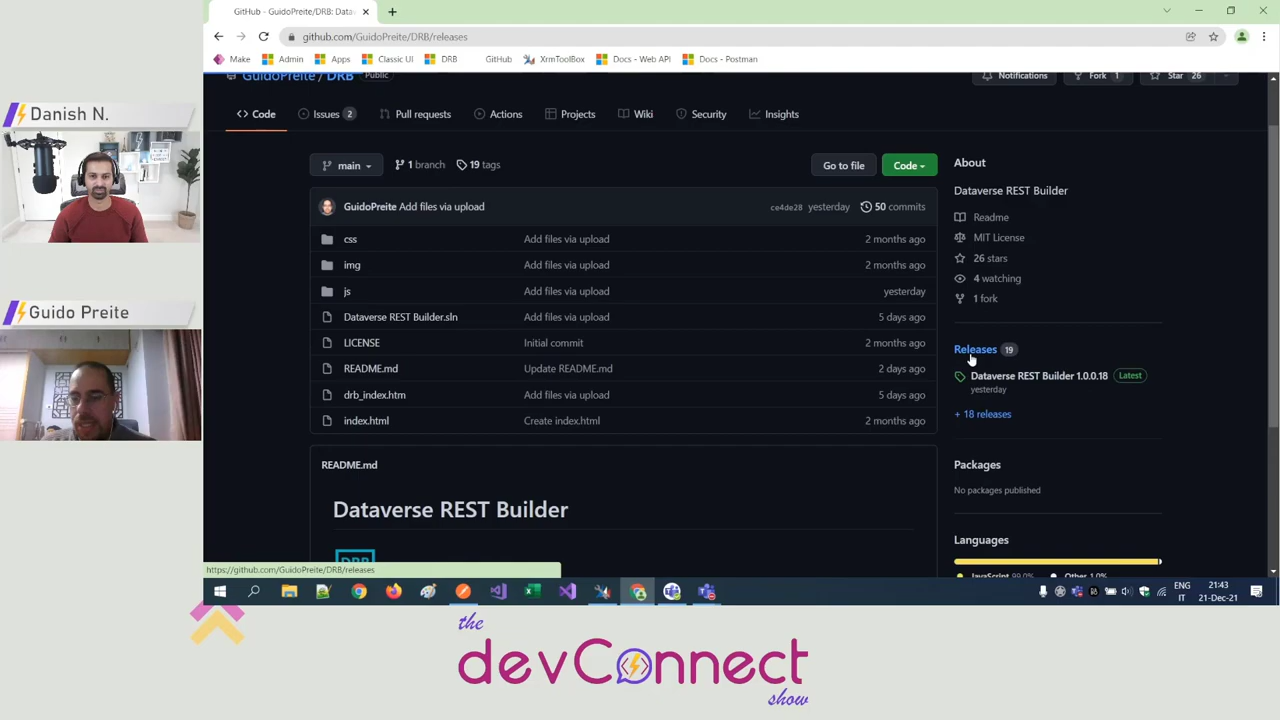 GitHub - GuidoPreite/DRB: Data
github.com/GuidoPreite/DRB/releases
Make Admin Apps Classic UI DRB GitHub XrmToolBox Docs - Web API Docs - Postman
GuidoPreite / DRB Public Notifications Fork 1 Star 26
Code Issues 2 Pull requests Actions Projects Wiki Security Insights
main 1 branch 19 tags Go to file Code
GuidoPreite Add files via upload ce4de28 yesterday 50 commits
css Add files via upload 2 months ago
img Add files via upload 2 months ago
js Add files via upload yesterday
Dataverse REST Builder.sln Add files via upload 5 days ago
LICENSE Initial commit 2 months ago
README.md Update README.md 2 days ago
drb_index.htm Add files via upload 5 days ago
index.html Create index.html 2 months ago
README.md
Dataverse REST Builder
DRB
https://github.com/GuidoPreite/DRB/releases
About
Dataverse REST Builder
Readme
MIT License
26 stars
4 watching
1 fork
Releases 19
Dataverse REST Builder 1.0.0.18 Latest
yesterday
+ 18 releases
Packages
No packages published
Languages
JavaScript 99.0% Other 1.0%
ENG
IT
21:43
21-Dec-21
Danish N.
Guido Preite
the
devConnect
show